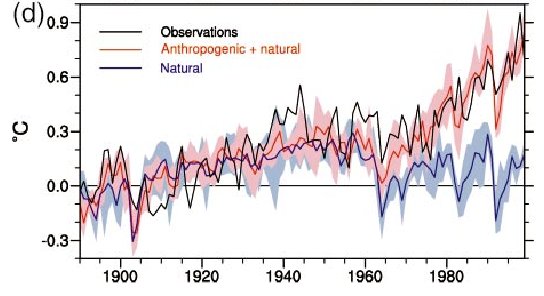 (d)
Observations
Anthropogenic + natural
Natural
°C
0.9
0.6
0.3
0.0
-0.3
1900 1920 1940 1960 1980